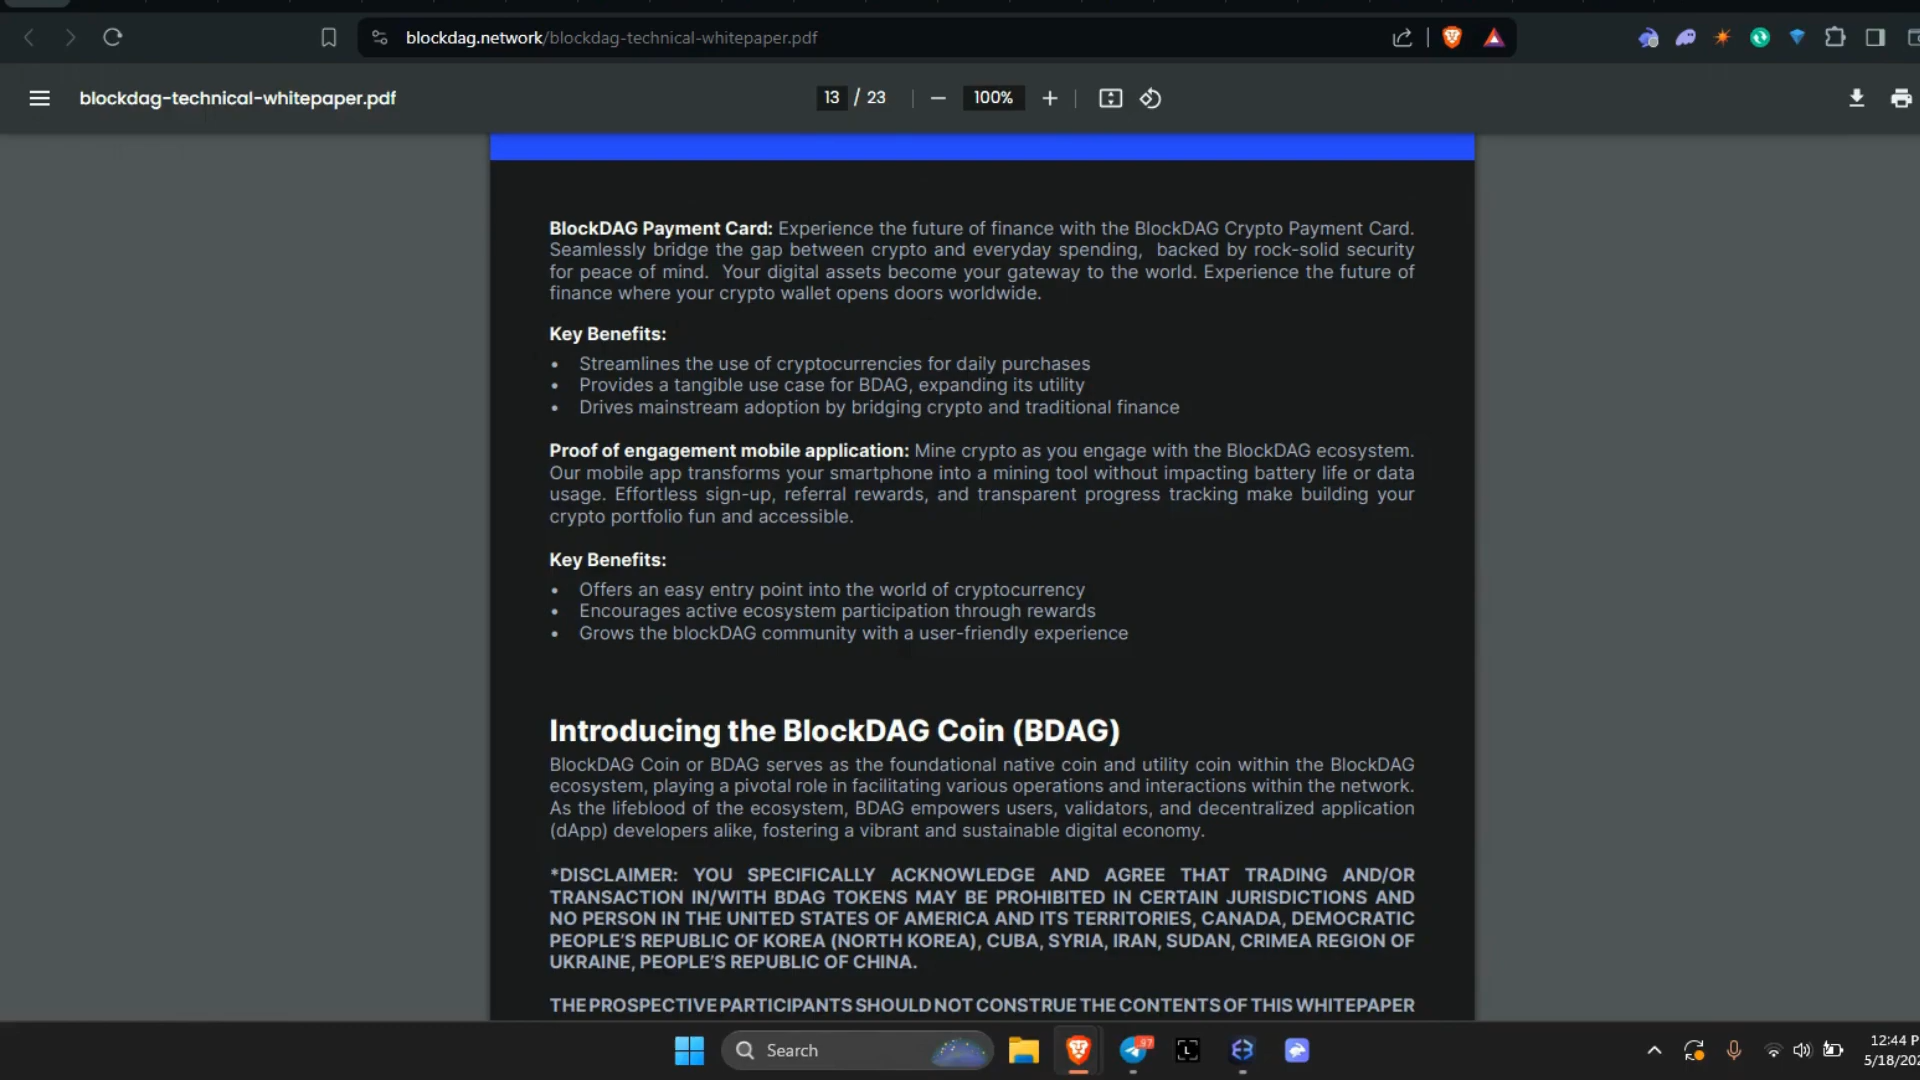 blockdag.network/blockdag-technical-whitepaper.pdf
blockdag-technical-whitepaper.pdf
13 / 23
100%
BlockDAG Payment Card: Experience the future of finance with the BlockDAG Crypto Payment Card.
Seamlessly bridge the gap between crypto and everyday spending, backed by rock-solid security
for peace of mind. Your digital assets become your gateway to the world. Experience the future of
finance where your crypto wallet opens doors worldwide.
Key Benefits:
• Streamlines the use of cryptocurrencies for daily purchases
• Provides a tangible use case for BDAG, expanding its utility
• Drives mainstream adoption by bridging crypto and traditional finance
Proof of engagement mobile application: Mine crypto as you engage with the BlockDAG ecosystem.
Our mobile app transforms your smartphone into a mining tool without impacting battery life or data
usage. Effortless sign-up, referral rewards, and transparent progress tracking make building your
crypto portfolio fun and accessible.
Key Benefits:
• Offers an easy entry point into the world of cryptocurrency
• Encourages active ecosystem participation through rewards
• Grows the blockDAG community with a user-friendly experience
Introducing the BlockDAG Coin (BDAG)
BlockDAG Coin or BDAG serves as the foundational native coin and utility coin within the BlockDAG
ecosystem, playing a pivotal role in facilitating various operations and interactions within the network.
As the lifeblood of the ecosystem, BDAG empowers users, validators, and decentralized application
(dApp) developers alike, fostering a vibrant and sustainable digital economy.
*DISCLAIMER: YOU SPECIFICALLY ACKNOWLEDGE AND AGREE THAT TRADING AND/OR
TRANSACTION IN/WITH BDAG TOKENS MAY BE PROHIBITED IN CERTAIN JURISDICTIONS AND
NO PERSON IN THE UNITED STATES OF AMERICA AND ITS TERRITORIES, CANADA, DEMOCRATIC
PEOPLE'S REPUBLIC OF KOREA (NORTH KOREA), CUBA, SYRIA, IRAN, SUDAN, CRIMEA REGION OF
UKRAINE, PEOPLE'S REPUBLIC OF CHINA.
THE PROSPECTIVE PARTICIPANTS SHOULD NOT CONSTRUE THE CONTENTS OF THIS WHITEPAPER
Search
97
L
12:44 P
5/18/202